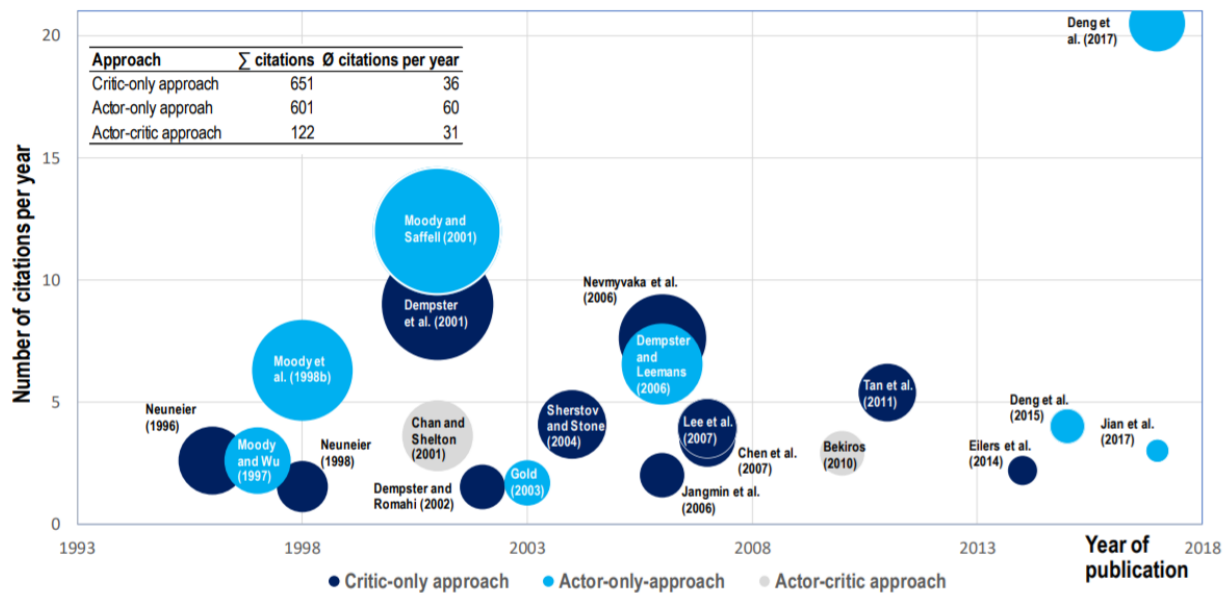 20
15
10
5
0
Number of citations per year
Approach ∑ citations Ø citations per year
Critic-only approach 651 36
Actor-only approah 601 60
Actor-critic approach 122 31
Deng et
al. (2017)
Moody and
Saffell (2001)
Dempster
et al. (2001)
Nevmyvaka et al.
(2006)
Dempster
and
Leemans
(2006)
Moody et
al. (1998b)
Neuneier
(1996)
Moody
and Wu
(1997)
Neuneier
(1998)
Chan and
Shelton
(2001)
Dempster and
Romahi (2002)
Gold
(2003)
Sherstov
and Stone
(2004)
Lee et al.
(2007)
Chen et al.
(2007)
Jangmin et al.
(2006)
Tan et al.
(2011)
Bekiros
(2010)
Eilers et al.
(2014)
Deng et al.
(2015)
Jian et al.
(2017)
1993 1998 2003 2008 2013 2018
Year of
publication
Critic-only approach Actor-only-approach Actor-critic approach